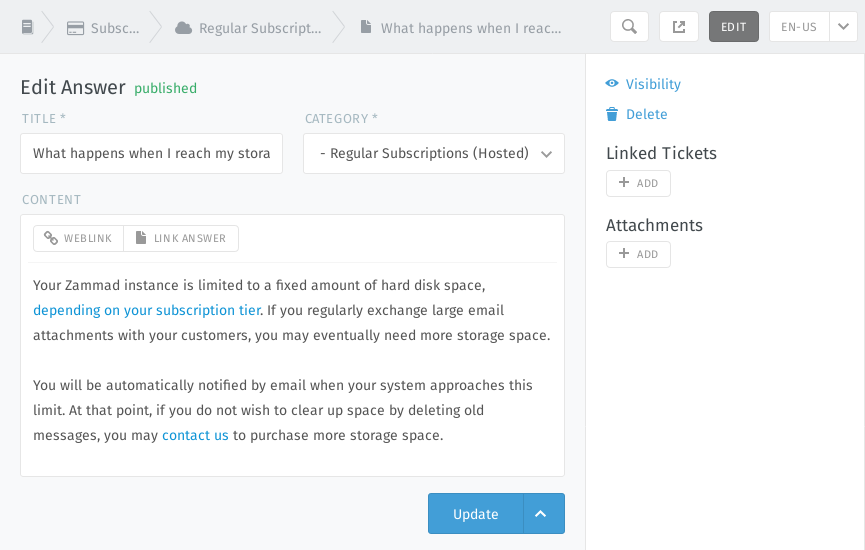 Subsc...
Regular Subscript...
What happens when I reac...
EDIT
EN-US
Edit Answer published
TITLE *
CATEGORY *
What happens when I reach my stora
- Regular Subscriptions (Hosted)
CONTENT
WEBLINK
LINK ANSWER
Your Zammad instance is limited to a fixed amount of hard disk space,
depending on your subscription tier. If you regularly exchange large email
attachments with your customers, you may eventually need more storage space.
You will be automatically notified by email when your system approaches this
limit. At that point, if you do not wish to clear up space by deleting old
messages, you may contact us to purchase more storage space.
Update
Visibility
Delete
Linked Tickets
ADD
Attachments
ADD